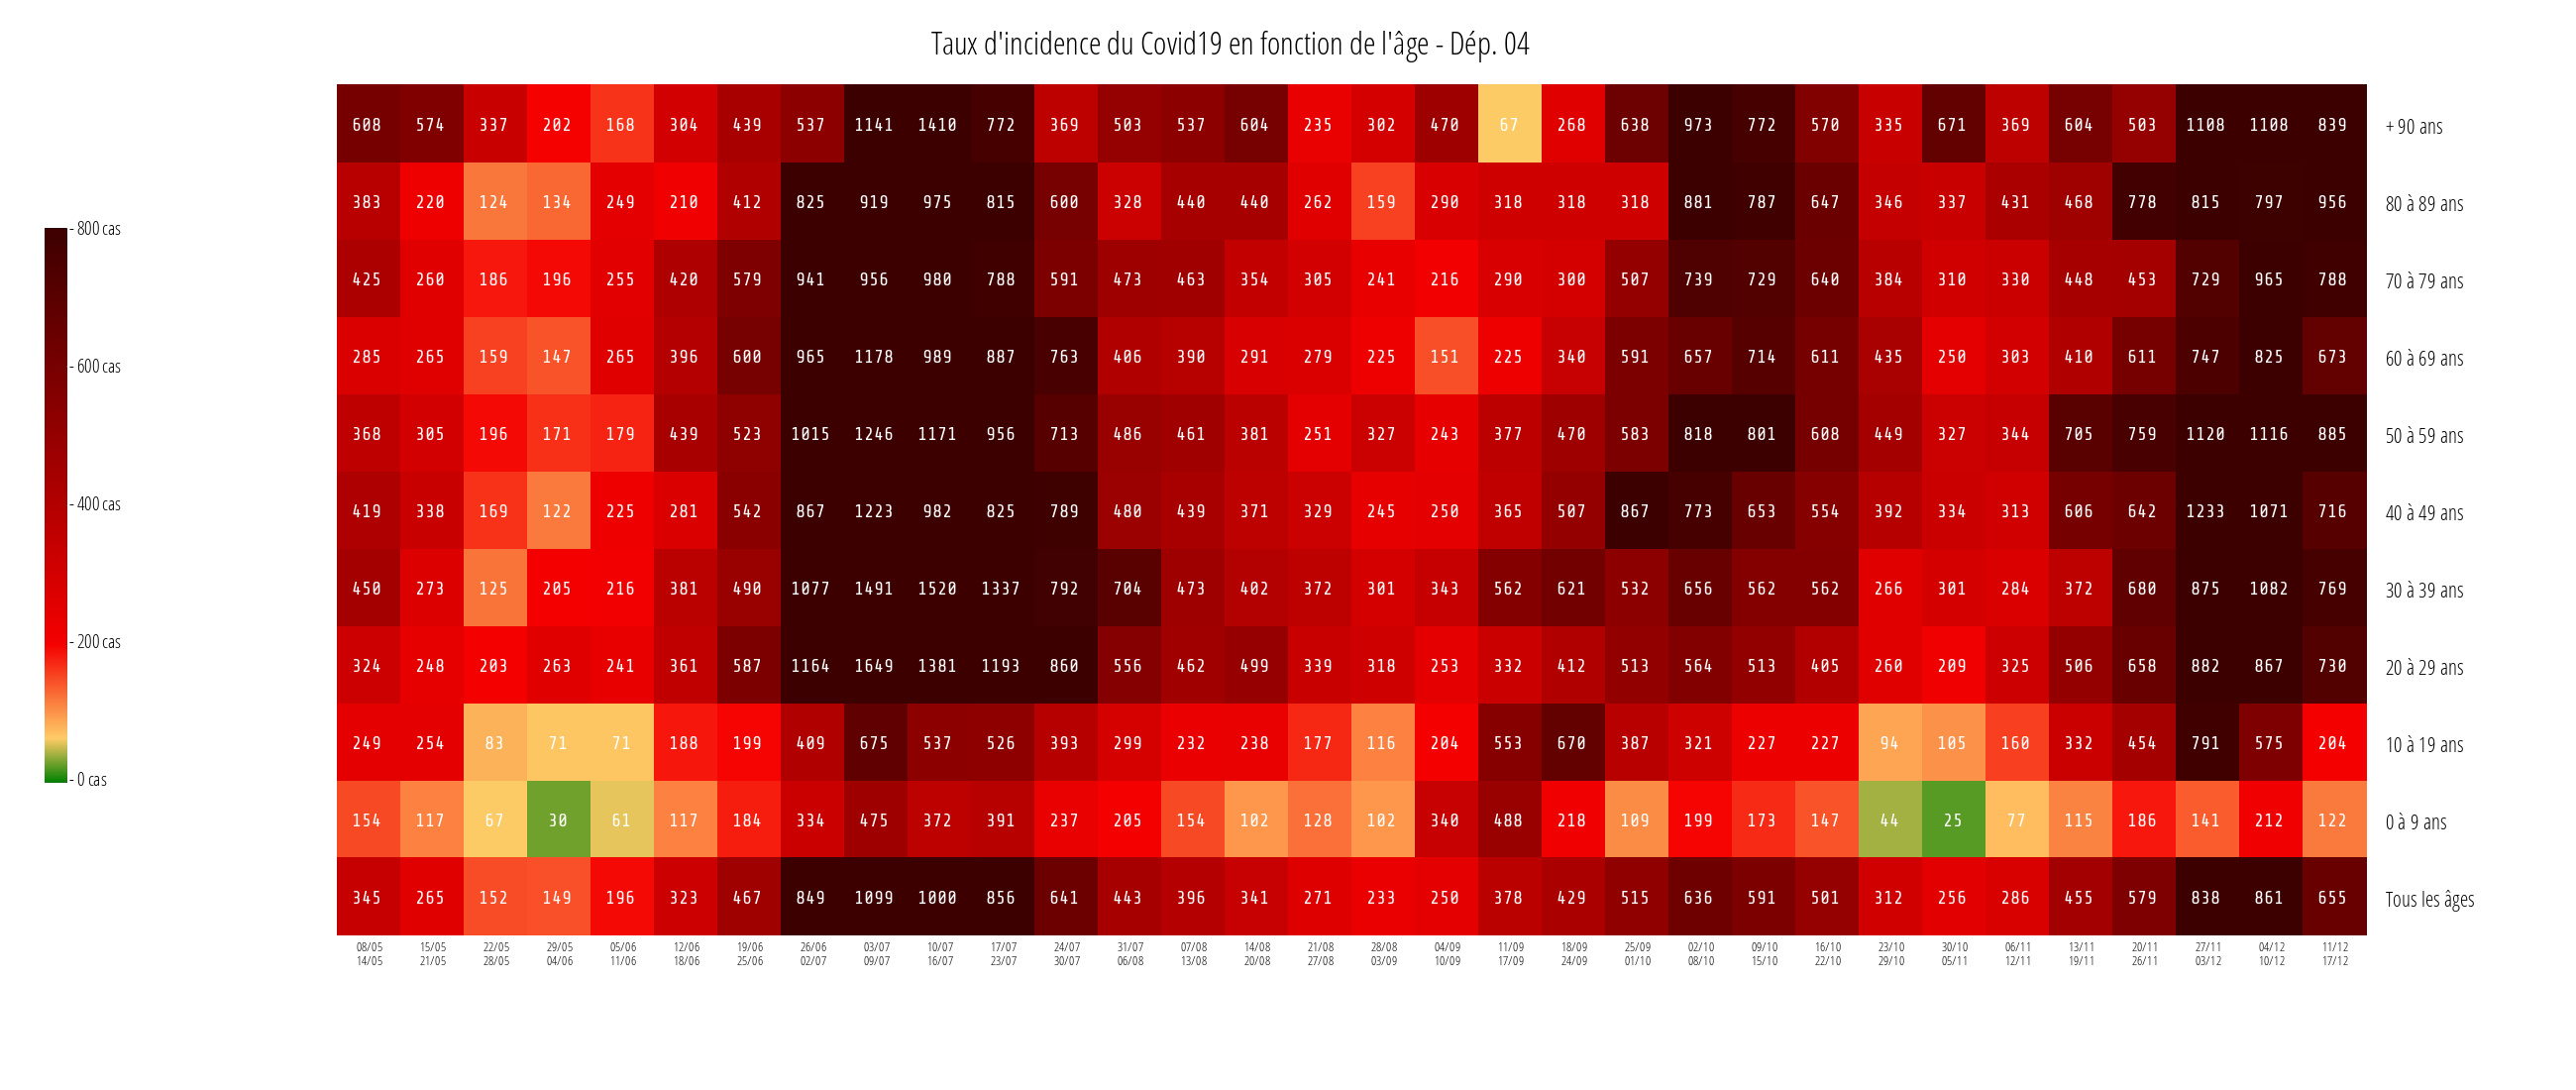 Taux d'incidence du Covid19 en fonction de l'âge - Dép. 04
608 574 337 202 168 304 439 537 1141 1410 772 369 503 537 604 235 302 470 67 268 638 973 772 570 335 671 369 604 503 1108 1108 839 + 90 ans
383 220 124 134 249 210 412 825 919 975 815 600 328 440 440 262 159 290 318 318 318 881 787 647 346 337 431 468 778 815 797 956 80 à 89 ans
425 260 186 196 255 420 579 941 956 980 788 591 473 463 354 305 241 216 290 300 507 739 729 640 384 310 330 448 453 729 965 788 70 à 79 ans
285 265 159 147 265 396 600 965 1178 989 887 763 406 390 291 279 225 151 225 340 591 657 714 611 435 250 303 410 611 747 825 673 60 à 69 ans
368 305 196 171 179 439 523 1015 1246 1171 956 713 486 461 381 251 327 243 377 470 583 818 801 608 449 327 344 705 759 1120 1116 885 50 à 59 ans
419 338 169 122 225 281 542 867 1223 982 825 789 480 439 371 329 245 250 365 507 867 773 653 554 392 334 313 606 642 1233 1071 716 40 à 49 ans
450 273 125 205 216 381 490 1077 1491 1520 1337 792 704 473 402 372 301 343 562 621 532 656 562 562 266 301 284 372 680 875 1082 769 30 à 39 ans
324 248 203 263 241 361 587 1164 1649 1381 1193 860 556 462 499 339 318 253 332 412 513 564 513 405 260 209 325 506 658 882 867 730 20 à 29 ans
249 254 83 71 71 188 199 409 675 537 526 393 299 232 238 177 116 204 553 670 387 321 227 227 94 105 160 332 454 791 575 204 10 à 19 ans
154 117 67 30 61 117 184 334 475 372 391 237 205 154 102 128 102 340 488 218 109 199 173 147 44 25 77 115 186 141 212 122 0 à 9 ans
345 265 152 149 196 323 467 849 1099 1000 856 641 443 396 341 271 233 250 378 429 515 636 591 501 312 256 286 455 579 838 861 655 Tous les âges
08/05 15/05 22/05 29/05 05/06 12/06 19/06 26/06 03/07 10/07 17/07 24/07 31/07 07/08 14/08 21/08 28/08 04/09 11/09 18/09 25/09 02/10 09/10 16/10 23/10 30/10 06/11 13/11 20/11 27/11 04/12 11/12
14/05 21/05 28/05 04/06 11/06 18/06 25/06 02/07 09/07 16/07 23/07 30/07 06/08 13/08 20/08 27/08 03/09 10/09 17/09 24/09 01/10 08/10 15/10 22/10 29/10 05/11 12/11 19/11 26/11 03/12 10/12 17/12
- 800 cas
- 600 cas
- 400 cas
- 200 cas
- 0 cas